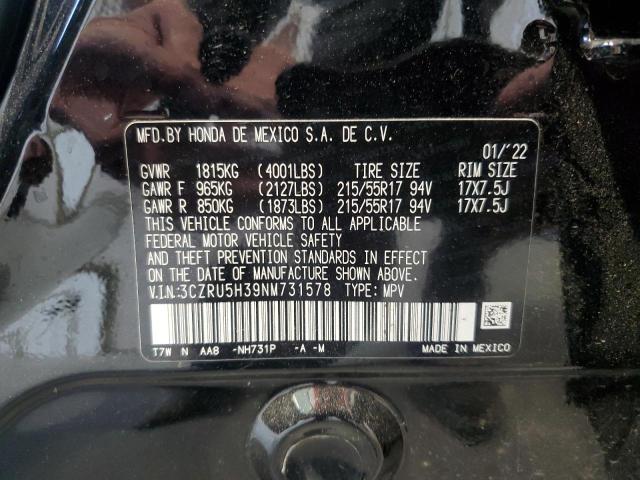 MFD.BY HONDA DE MEXICO S.A. DE C.V.
01/'22
GVWR 1815KG (4001LBS) TIRE SIZE RIM SIZE
GAWR F 965KG (2127LBS) 215/55R17 94V 17X7.5J
GAWR R 850KG (1873LBS) 215/55R17 94V 17X7.5J
THIS VEHICLE CONFORMS TO ALL APPLICABLE
FEDERAL MOTOR VEHICLE SAFETY
AND THEFT PREVENTION STANDARDS IN EFFECT
ON THE DATE OF MANUFACTURE SHOWN ABOVE.
V.I.N.:3CZRU5H39NM731578 TYPE: MPV
T7W N AA8 -NH731P -A -M MADE IN MEXICO